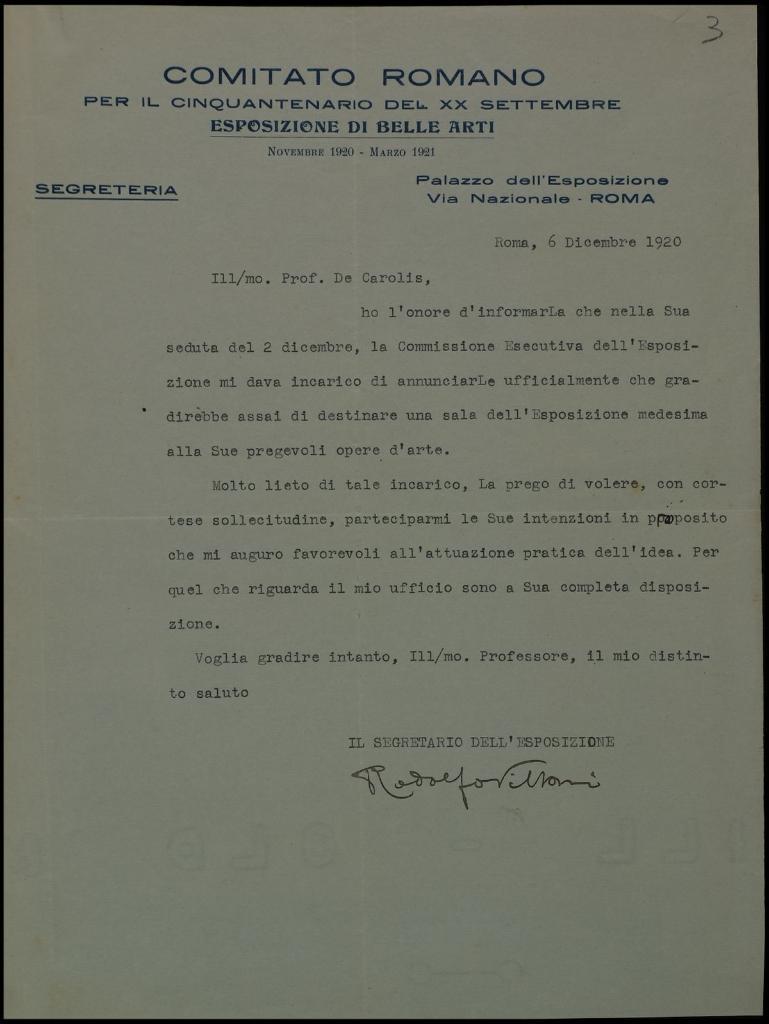 3
COMITATO ROMANO
PER IL CINQUANTENARIO DEL XX SETTEMBRE
ESPOSIZIONE DI BELLE ARTI
NOVEMBRE 1920 - MARZO 1921
SEGRETERIA
Palazzo dell'Esposizione
Via Nazionale - ROMA
Roma, 6 Dicembre 1920
Ill/mo. Prof. De Carolis,
ho l'onore d'informarLa che nella Sua
seduta del 2 dicembre, la Commissione Esecutiva dell'Esposi-
zione mi dava incarico di annunciarLe ufficialmente che gra-
direbbe assai di destinare una sala dell'Esposizione medesima
alla Sue pregevoli opere d'arte.
Molto lieto di tale incarico, La prego di volere, con cor-
tese sollecitudine, parteciparmi le Sue intenzioni in proposito
che mi auguro favorevoli all'attuazione pratica dell'idea. Per
quel che riguarda il mio ufficio sono a Sua completa disposi-
zione.
Voglia gradire intanto, Ill/mo. Professore, il mio distin-
to saluto
IL SEGRETARIO DELL'ESPOSIZIONE
Rodolfo